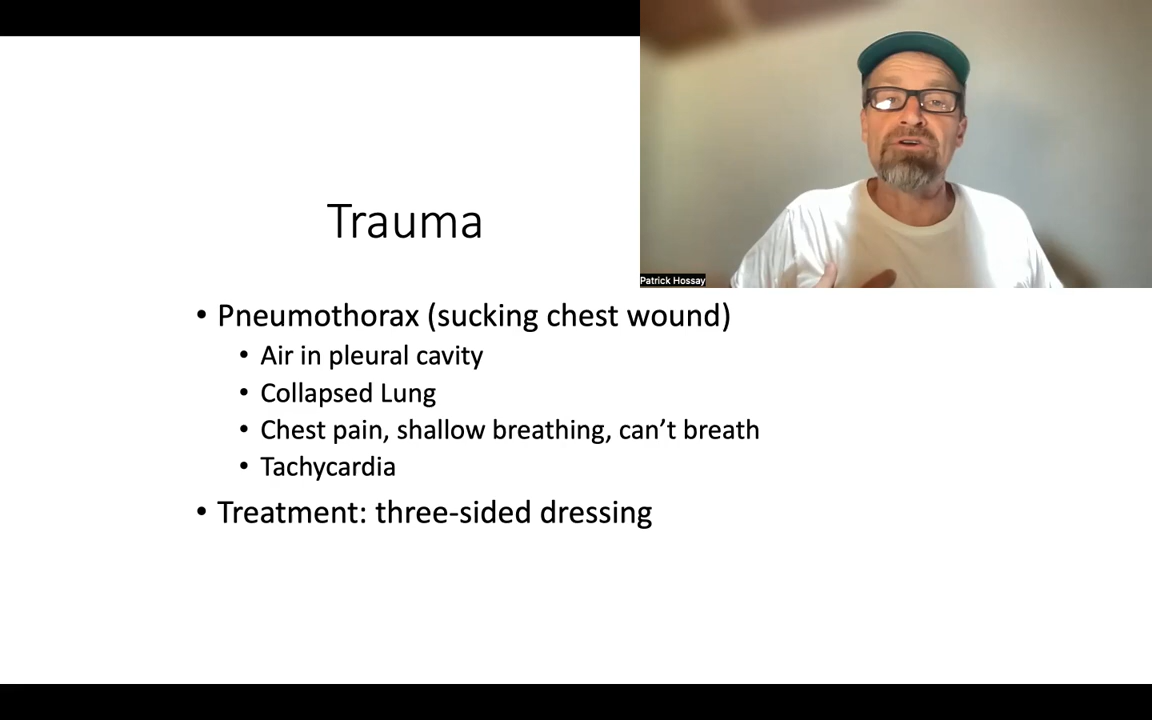 Patrick Hossay
Trauma
• Pneumothorax (sucking chest wound)
• Air in pleural cavity
• Collapsed Lung
• Chest pain, shallow breathing, can’t breath
• Tachycardia
• Treatment: three-sided dressing